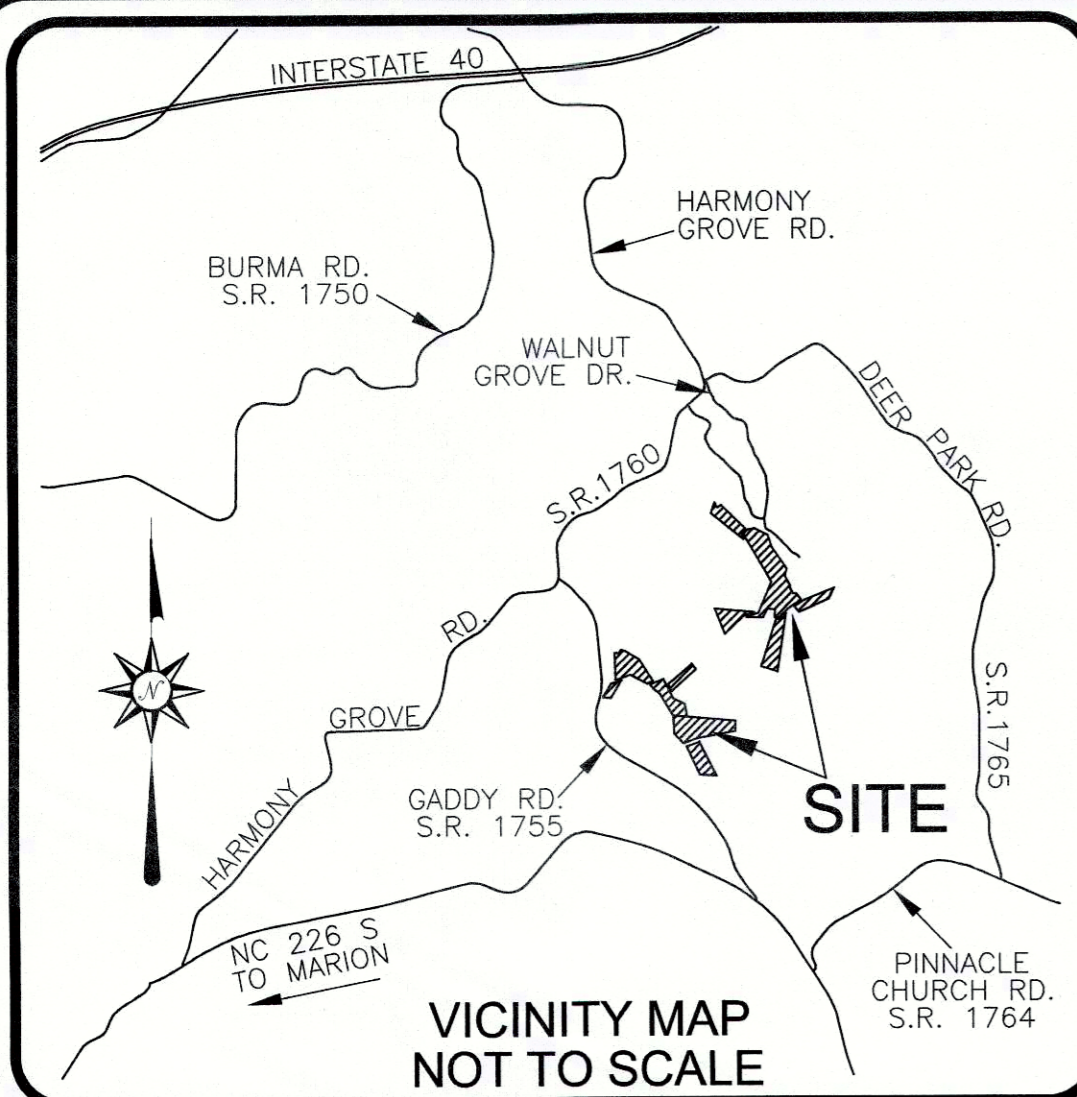 INTERSTATE 40
HARMONY
GROVE RD.
BURMA RD.
S.R. 1750
WALNUT
GROVE DR.
DEER PARK RD.
S.R.1760
RD.
GROVE
HARMONY
S.R.1765
N
GADDY RD.
S.R. 1755
SITE
NC 226 S
TO MARION
PINNACLE
CHURCH RD.
S.R. 1764
VICINITY MAP
NOT TO SCALE